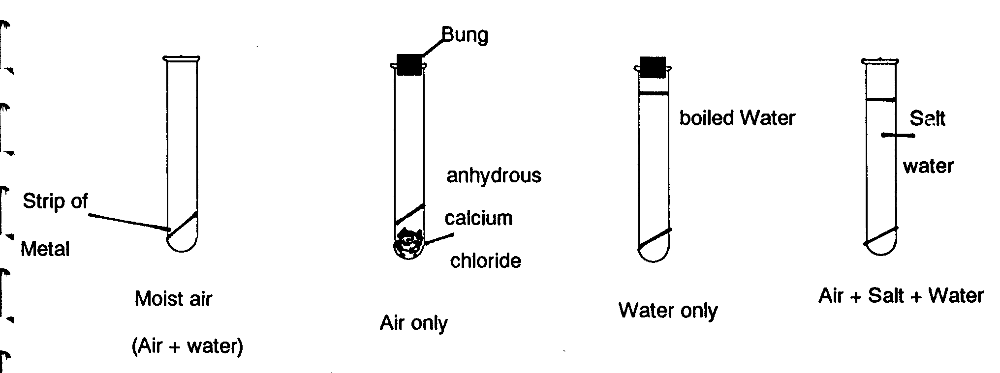 Bung
Strip of
Metal
Moist air
(Air + water)
anhydrous
calcium
chloride
Air only
boiled Water
Water only
Salt
water
Air + Salt + Water